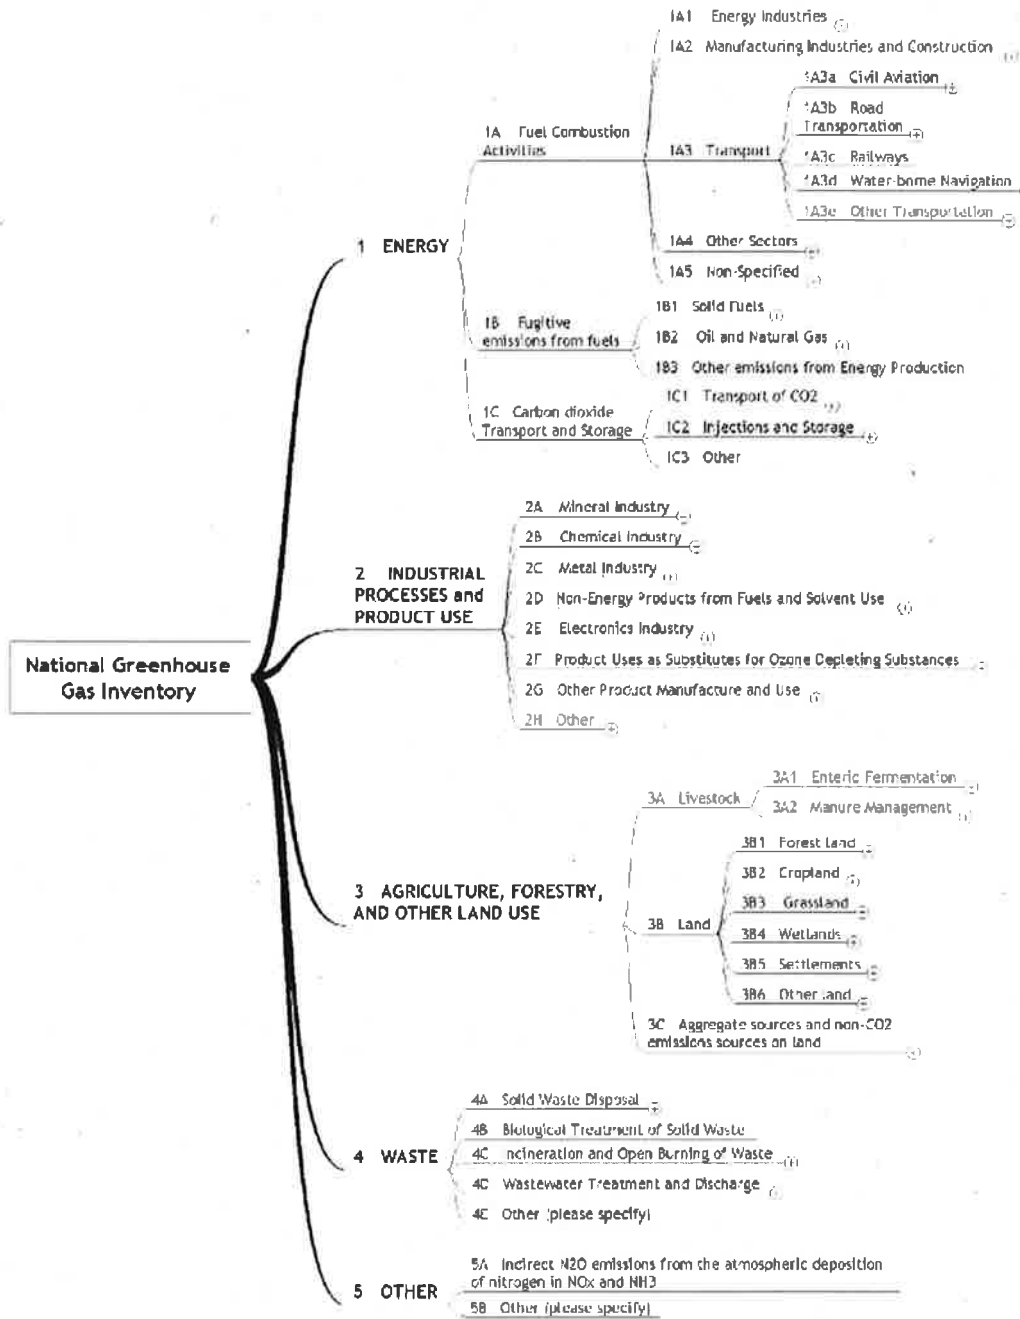 National Greenhouse
Gas Inventory
1 ENERGY
1A Fuel Combustion
Activities
1A1 Energy Industries
1A2 Manufacturing Industries and Construction
1A3 Transport
1A3a Civil Aviation
1A3b Road
Transportation
1A3c Railways
1A3d Water-borne Navigation
1A3e Other Transportation
1A4 Other Sectors
1A5 Non-Specified
1B Fugitive
emissions from fuels
1B1 Solid Fuels
1B2 Oil and Natural Gas
1B3 Other emissions from Energy Production
1C Carbon dioxide
Transport and Storage
1C1 Transport of CO2
1C2 Injections and Storage
1C3 Other
2 INDUSTRIAL
PROCESSES and
PRODUCT USE
2A Mineral Industry
2B Chemical Industry
2C Metal Industry
2D Non-Energy Products from Fuels and Solvent Use
2E Electronics Industry
2F Product Uses as Substitutes for Ozone Depleting Substances
2G Other Product Manufacture and Use
2H Other
3 AGRICULTURE, FORESTRY,
AND OTHER LAND USE
3A Livestock
3A1 Enteric Fermentation
3A2 Manure Management
3B Land
3B1 Forest land
3B2 Cropland
3B3 Grassland
3B4 Wetlands
3B5 Settlements
3B6 Other Land
3C Aggregate sources and non-CO2
emissions sources on land
4 WASTE
4A Solid Waste Disposal
4B Biological Treatment of Solid Waste
4C Incineration and Open Burning of Waste
4D Wastewater Treatment and Discharge
4E Other (please specify)
5 OTHER
5A Indirect N2O emissions from the atmospheric deposition
of nitrogen in NOx and NH3
5B Other (please specify)